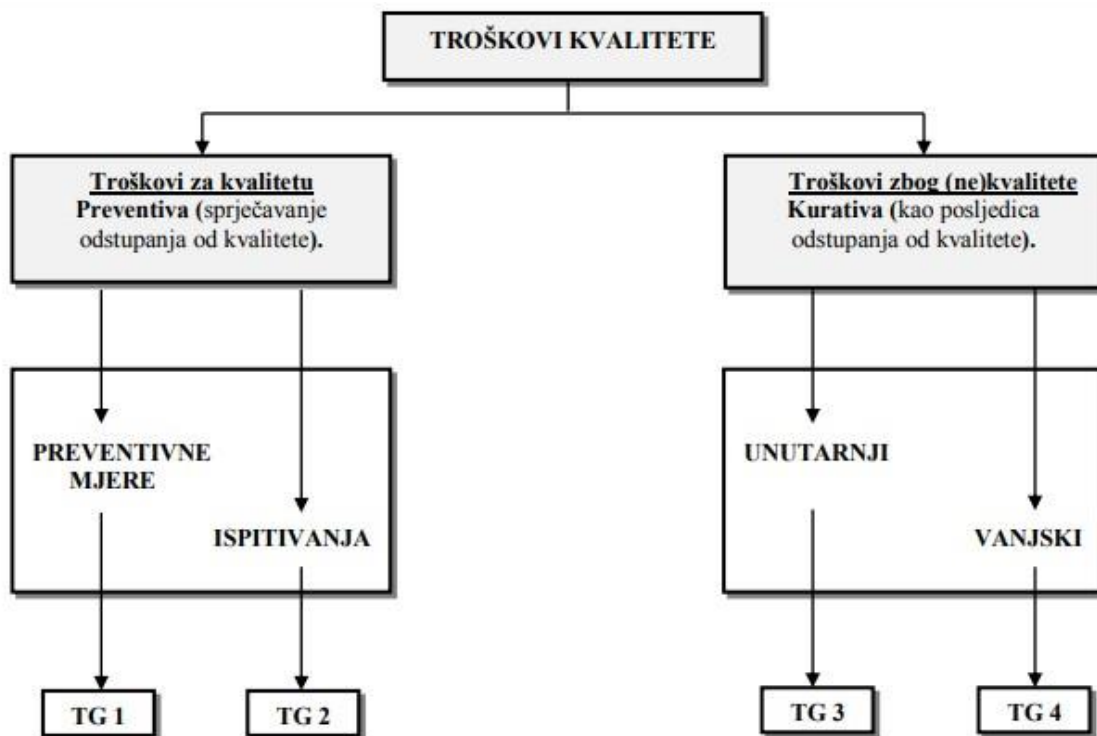 TROŠKOVI KVALITETE
Troškovi za kvalitetu
Preventiva (sprječavanje
odstupanja od kvalitete).
Troškovi zbog (ne)kvalitete
Kurativa (kao posljedica
odstupanja od kvalitete).
PREVENTIVNE
MJERE
ISPITIVANJA
UNUTARNJI
VANJSKI
TG 1
TG 2
TG 3
TG 4